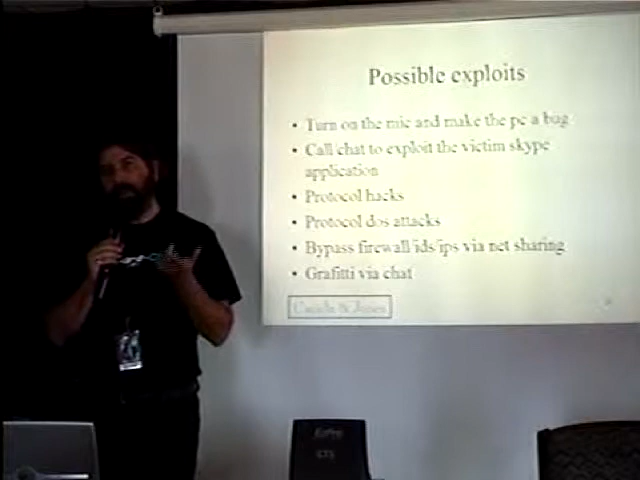 Possible exploits
• Turn on the mic and make the pc a bug
• Call chat to exploit the victim skype
application
• Protocol hacks
• Protocol dos attacks
• Bypass firewall/ids/ips via net sharing
• Grafitti via chat